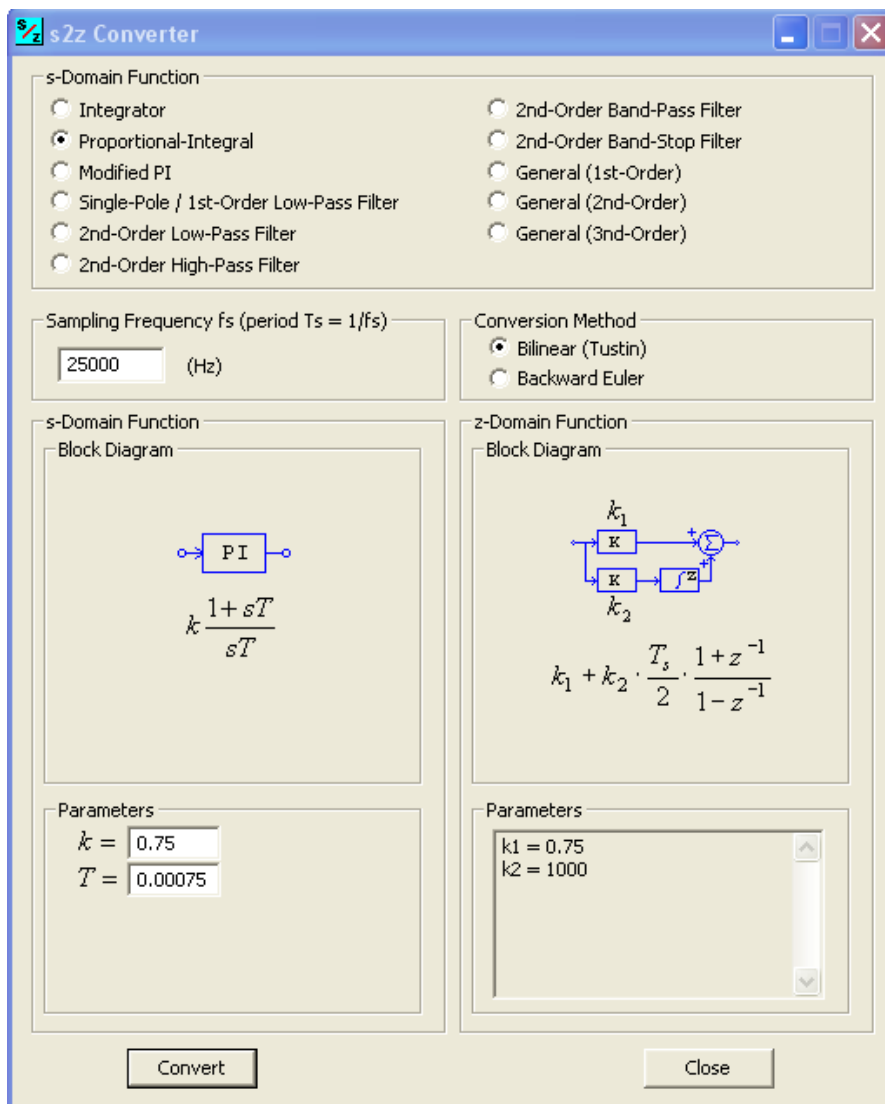 s/z s2z Converter
s-Domain Function
Integrator
Proportional-Integral
Modified PI
Single-Pole / 1st-Order Low-Pass Filter
2nd-Order Low-Pass Filter
2nd-Order High-Pass Filter
2nd-Order Band-Pass Filter
2nd-Order Band-Stop Filter
General (1st-Order)
General (2nd-Order)
General (3nd-Order)
Sampling Frequency fs (period Ts = 1/fs)
25000 (Hz)
Conversion Method
Bilinear (Tustin)
Backward Euler
s-Domain Function
Block Diagram
PI
k (1+sT)/(sT)
Parameters
k = 0.75
T = 0.00075
z-Domain Function
Block Diagram
k₁
K + Σ
+
K ∫z
k₂
k₁ + k₂ · Tₛ/2 · (1+z⁻¹)/(1−z⁻¹)
Parameters
k1 = 0.75
k2 = 1000
Convert
Close